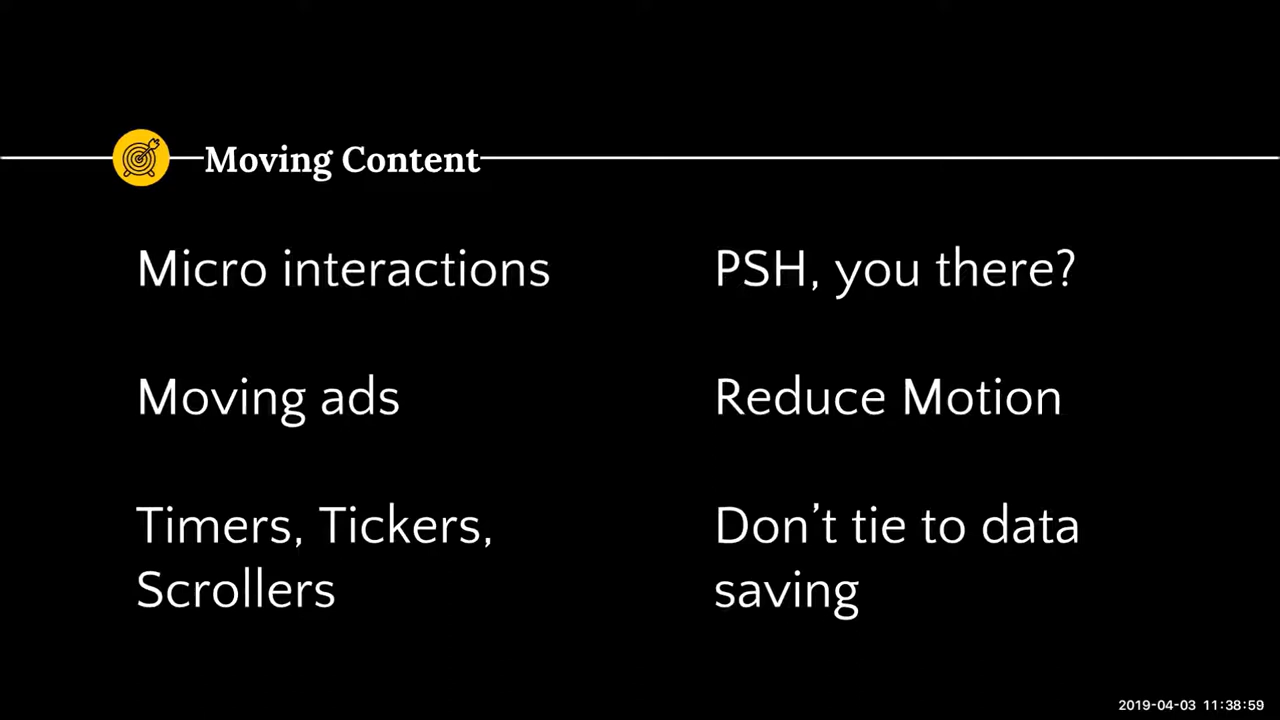 Moving Content
Micro interactions
Moving ads
Timers, Tickers,
Scrollers
PSH, you there?
Reduce Motion
Don’t tie to data
saving
2019-04-03 11:38:59